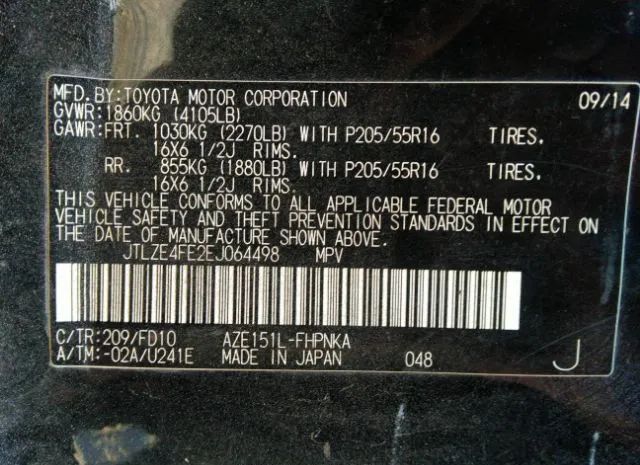 MFD.BY:TOYOTA MOTOR CORPORATION 09/14
GVWR:1860KG (4105LB)
GAWR:FRT. 1030KG (2270LB) WITH P205/55R16 TIRES.
16X6 1/2J RIMS.
RR. 855KG (1880LB) WITH P205/55R16 TIRES.
16X6 1/2J RIMS.
THIS VEHICLE CONFORMS TO ALL APPLICABLE FEDERAL MOTOR
VEHICLE SAFETY AND THEFT PREVENTION STANDARDS IN EFFECT ON
THE DATE OF MANUFACTURE SHOWN ABOVE.
JTLZE4FE2EJ064498 MPV
C/TR:209/FD10 AZE151L-FHPNKA
A/TM:-02A/U241E MADE IN JAPAN 048 J